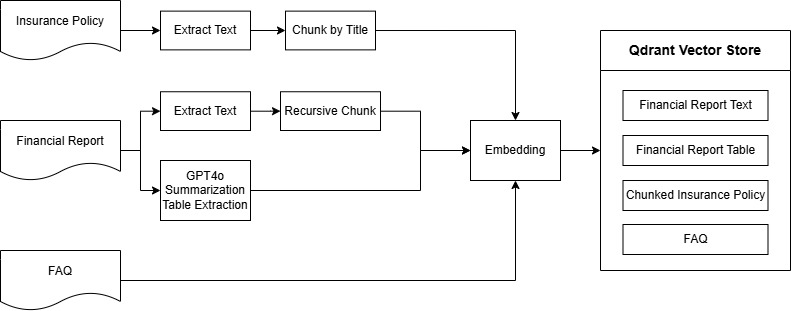 Insurance Policy
Extract Text
Chunk by Title
Qdrant Vector Store
Financial Report
Extract Text
Recursive Chunk
GPT4o
Summarization
Table Extraction
Embedding
Financial Report Text
Financial Report Table
Chunked Insurance Policy
FAQ
FAQ